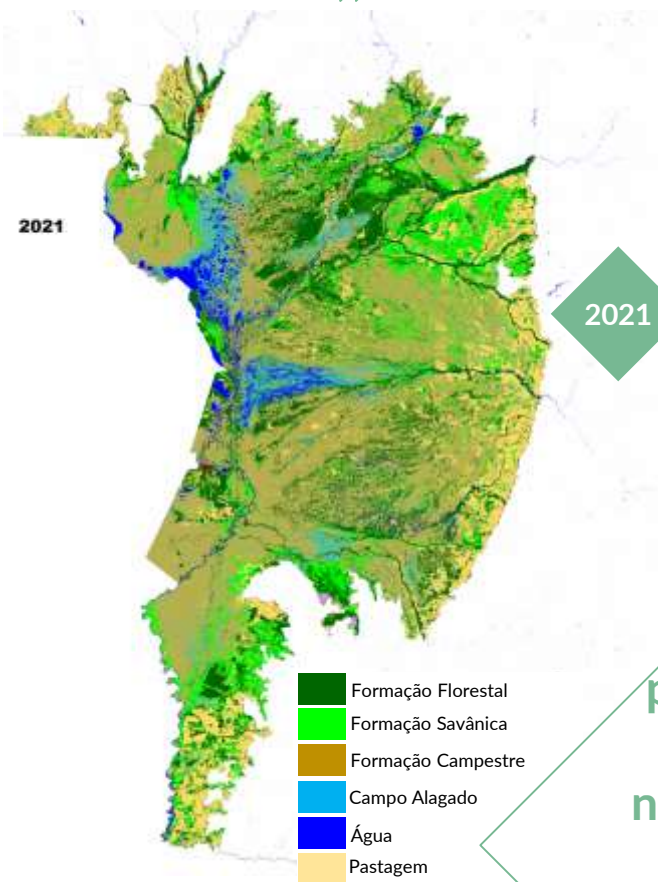 2021
2021
Formação Florestal
Formação Savânica
Formação Campestre
Campo Alagado
Água
Pastagem
p
n